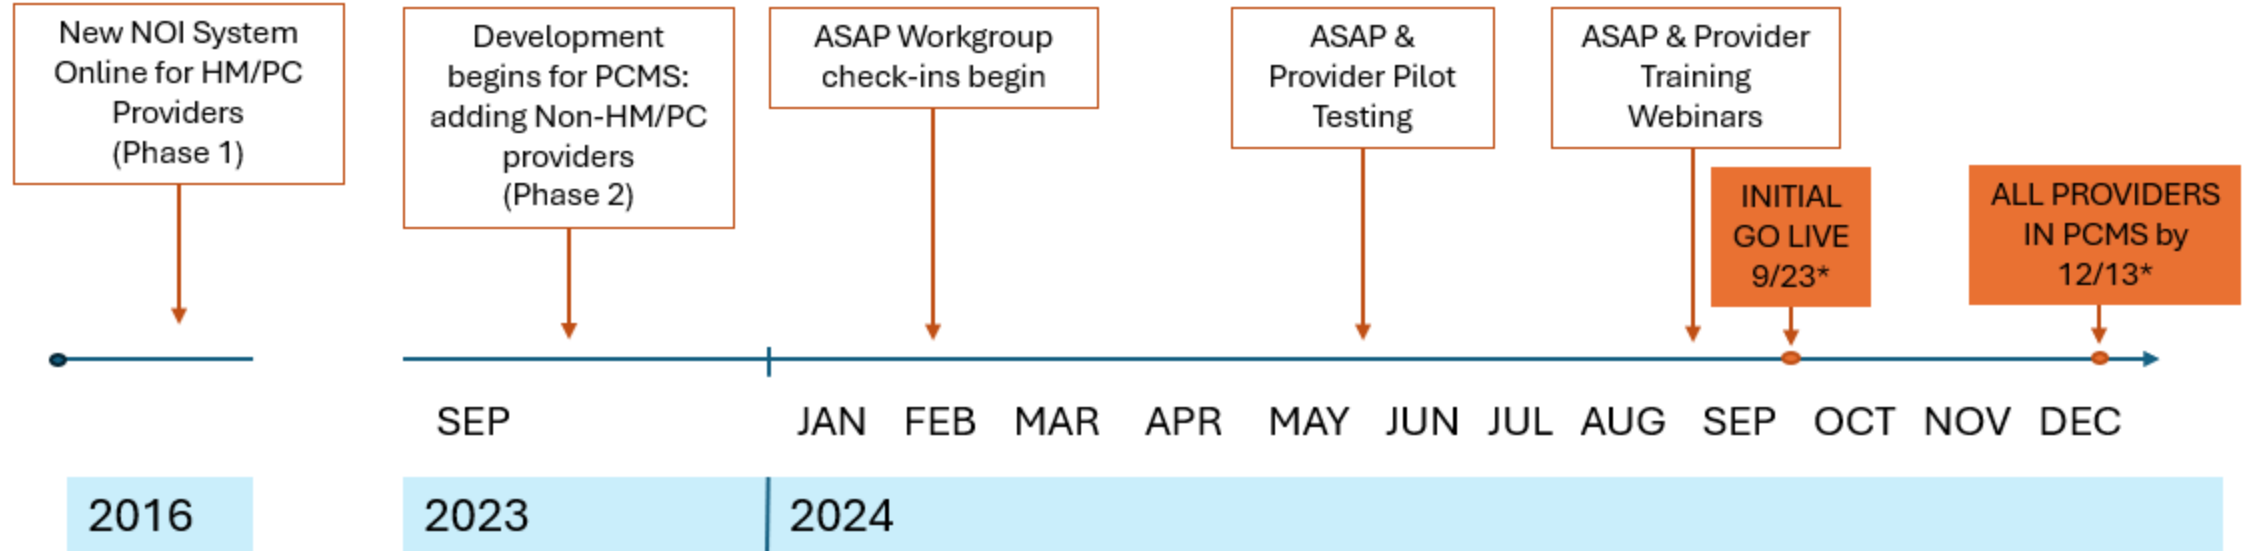 New NOI System
Online for HM/PC
Providers
(Phase 1)
Development
begins for PCMS:
adding Non-HM/PC
providers
(Phase 2)
ASAP Workgroup
check-ins begin
ASAP &
Provider Pilot
Testing
ASAP & Provider
Training
Webinars
INITIAL
GO LIVE
9/23*
ALL PROVIDERS
IN PCMS by
12/13*
SEP
JAN FEB MAR APR MAY JUN JUL AUG SEP OCT NOV DEC
2016
2023
2024